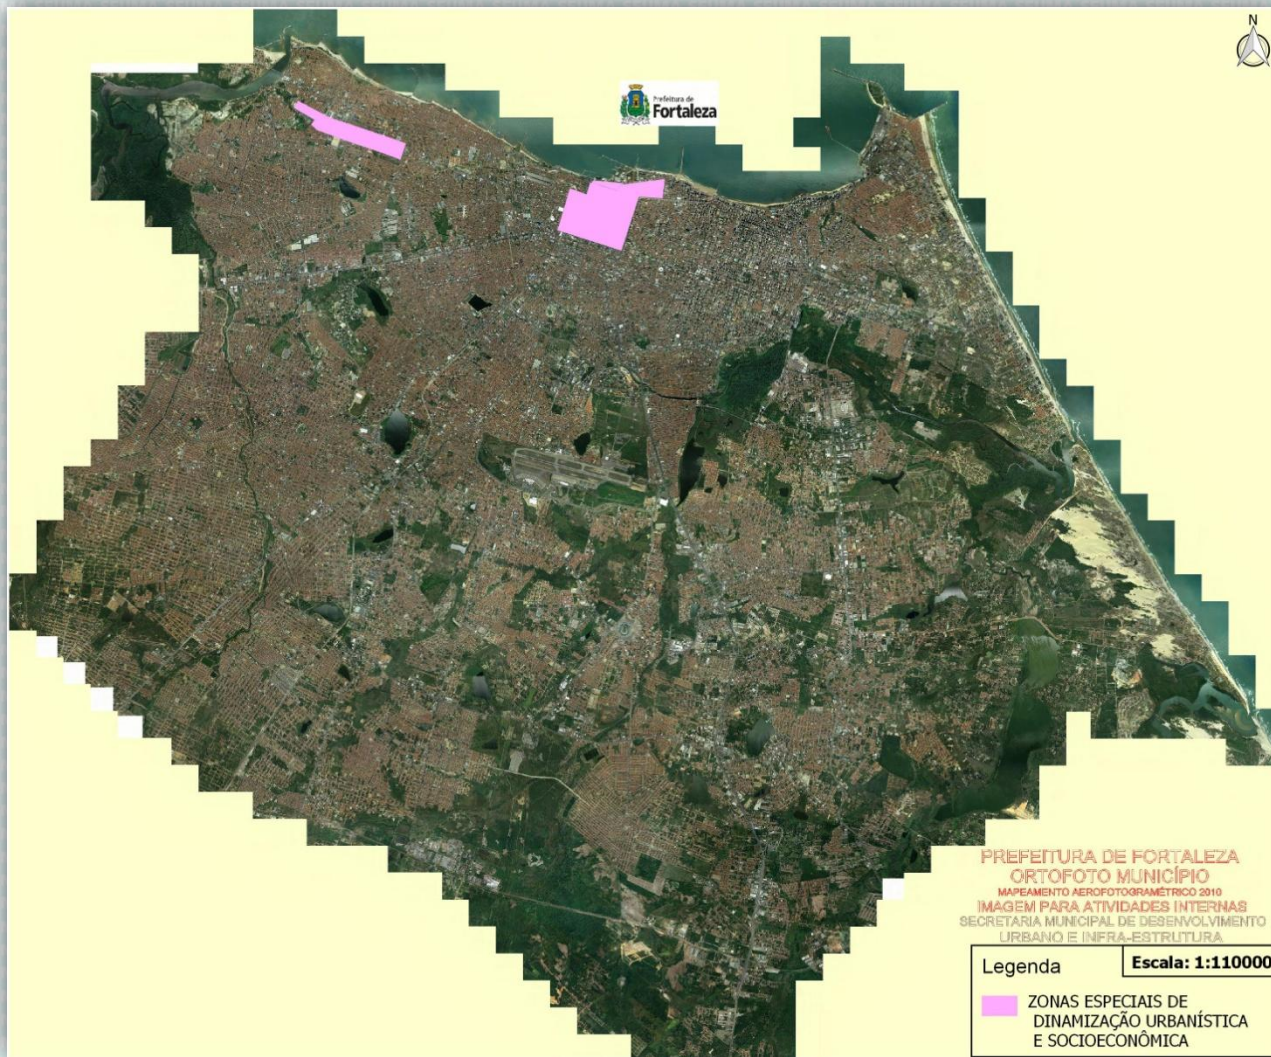 N
Prefeitura de
Fortaleza
PREFEITURA DE FORTALEZA
ORTOFOTO MUNICÍPIO
MAPEAMENTO AEROFOTOGRAMÉTRICO 2010
IMAGEM PARA ATIVIDADES INTERNAS
SECRETARIA MUNICIPAL DE DESENVOLVIMENTO
URBANO E INFRA-ESTRUTURA
Legenda
Escala: 1:110000
ZONAS ESPECIAIS DE
DINAMIZAÇÃO URBANÍSTICA
E SOCIOECONÔMICA